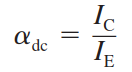 α_dc = I_C / I_E